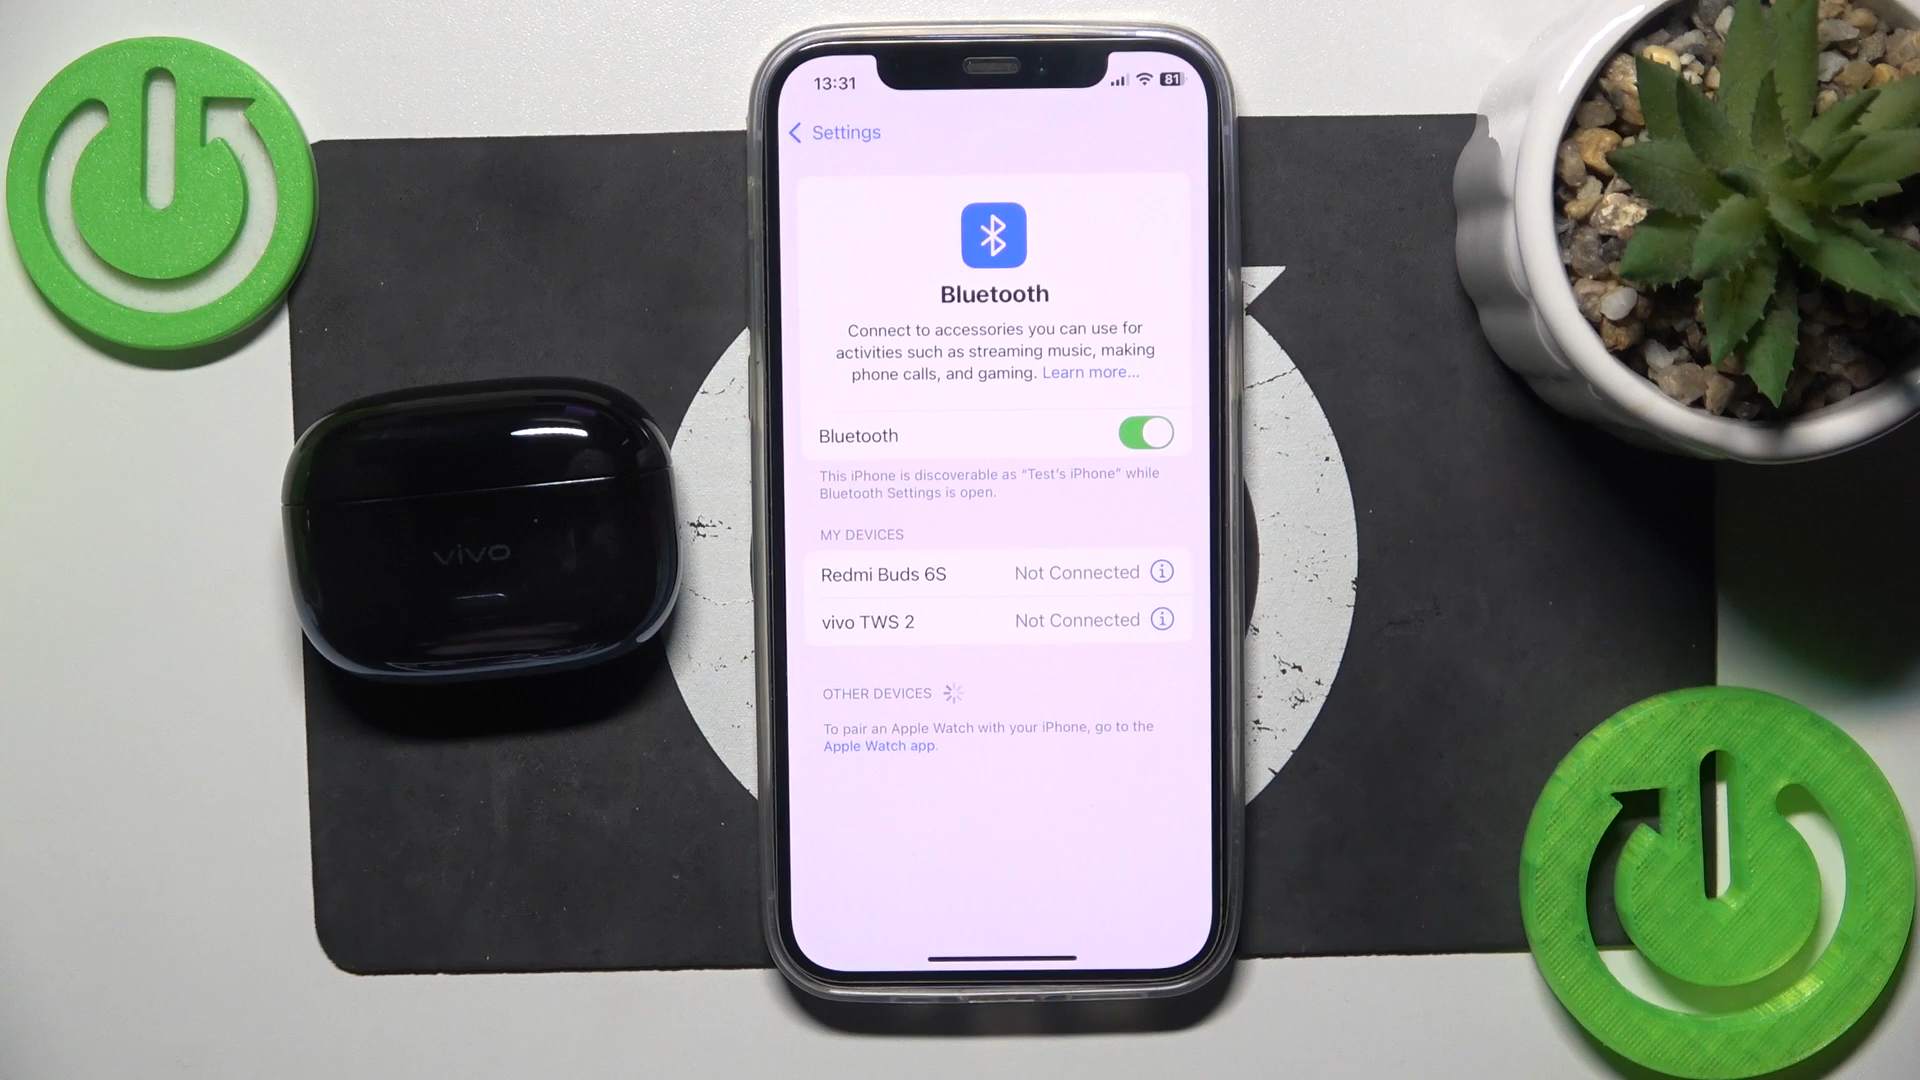 13:31
81
Settings
Bluetooth
Connect to accessories you can use for
activities such as streaming music, making
phone calls, and gaming. Learn more...
Bluetooth
This iPhone is discoverable as “Test's iPhone” while
Bluetooth Settings is open.
MY DEVICES
Redmi Buds 6S Not Connected
vivo TWS 2 Not Connected
OTHER DEVICES
To pair an Apple Watch with your iPhone, go to the
Apple Watch app.
vivo